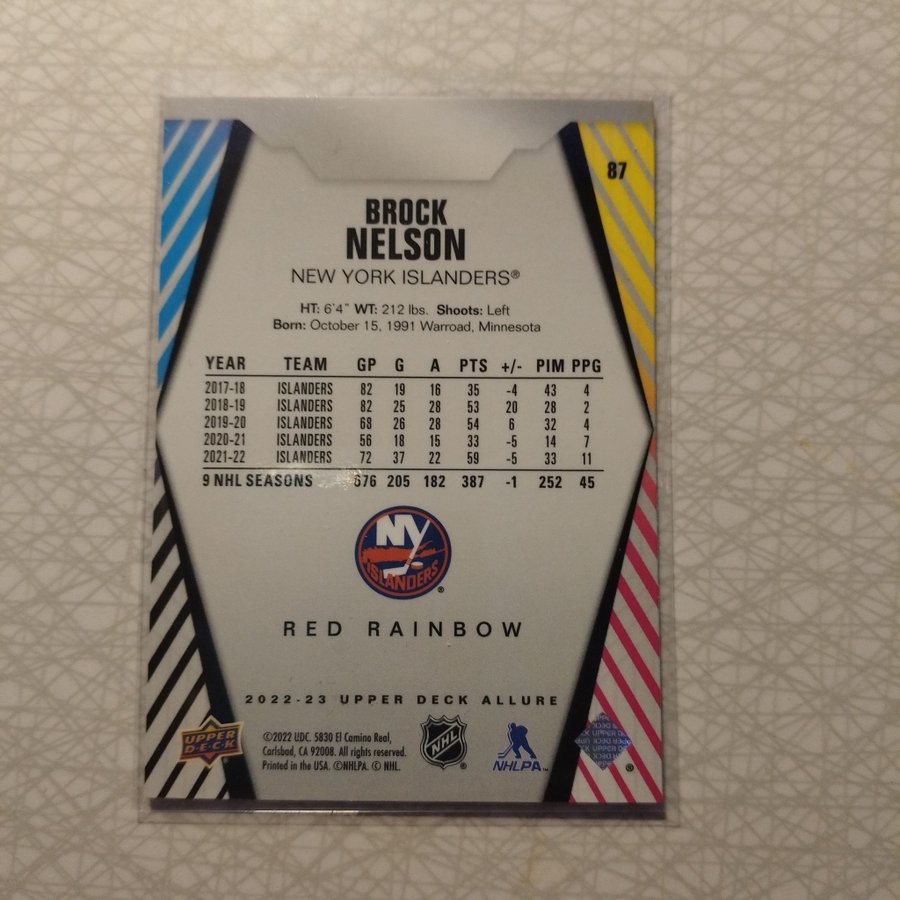 87
BROCK
NELSON
NEW YORK ISLANDERS®
HT: 6'4" WT: 212 lbs. Shoots: Left
Born: October 15, 1991 Warroad, Minnesota
YEAR TEAM GP G A PTS +/- PIM PPG
2017-18 ISLANDERS 82 19 16 35 -4 43 4
2018-19 ISLANDERS 82 25 28 53 20 28 2
2019-20 ISLANDERS 68 26 28 54 6 32 4
2020-21 ISLANDERS 56 18 15 33 -5 14 7
2021-22 ISLANDERS 72 37 22 59 -5 33 11
9 NHL SEASONS 676 205 182 387 -1 252 45
NY
ISLANDERS
®
RED RAINBOW
2022-23 UPPER DECK ALLURE
UPPER
DECK
©2022 UDC. 5830 El Camino Real,
Carlsbad, CA 92008. All rights reserved.
Printed in the USA. ©NHLPA. © NHL.
NHL
®
NHLPA™
UPPER DECK
®